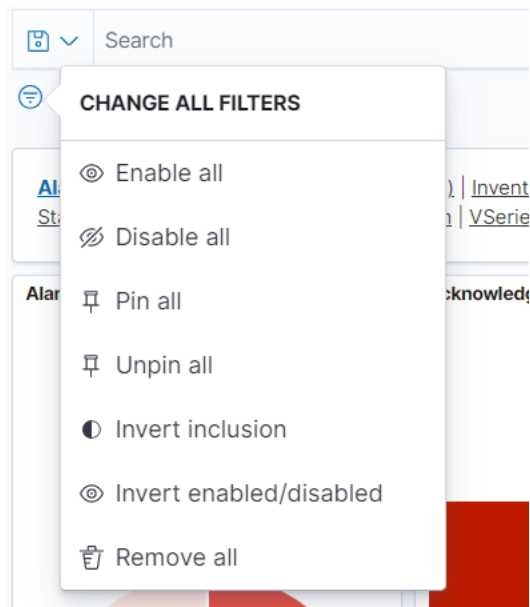 Search
CHANGE ALL FILTERS
Enable all
Disable all
Pin all
Unpin all
Invert inclusion
Invert enabled/disabled
Remove all